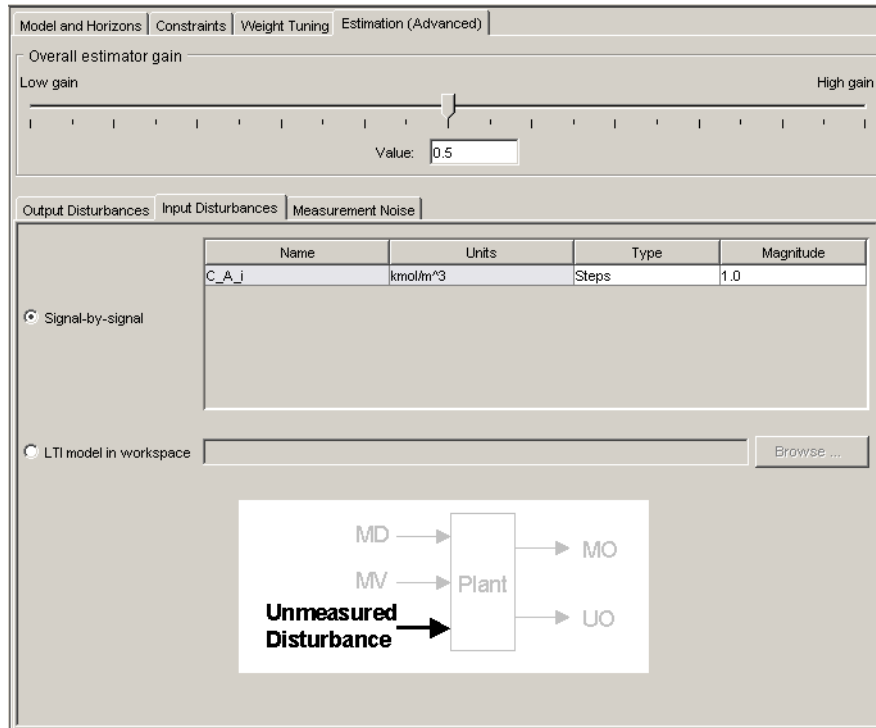 Model and Horizons Constraints Weight Tuning Estimation (Advanced)
Overall estimator gain
Low gain High gain
Value: 0.5
Output Disturbances Input Disturbances Measurement Noise
Name Units Type Magnitude
C_A_i kmol/m^3 Steps 1.0
Signal-by-signal
LTI model in workspace Browse ...
MD
MO
MV
Plant
Unmeasured
Disturbance
UO